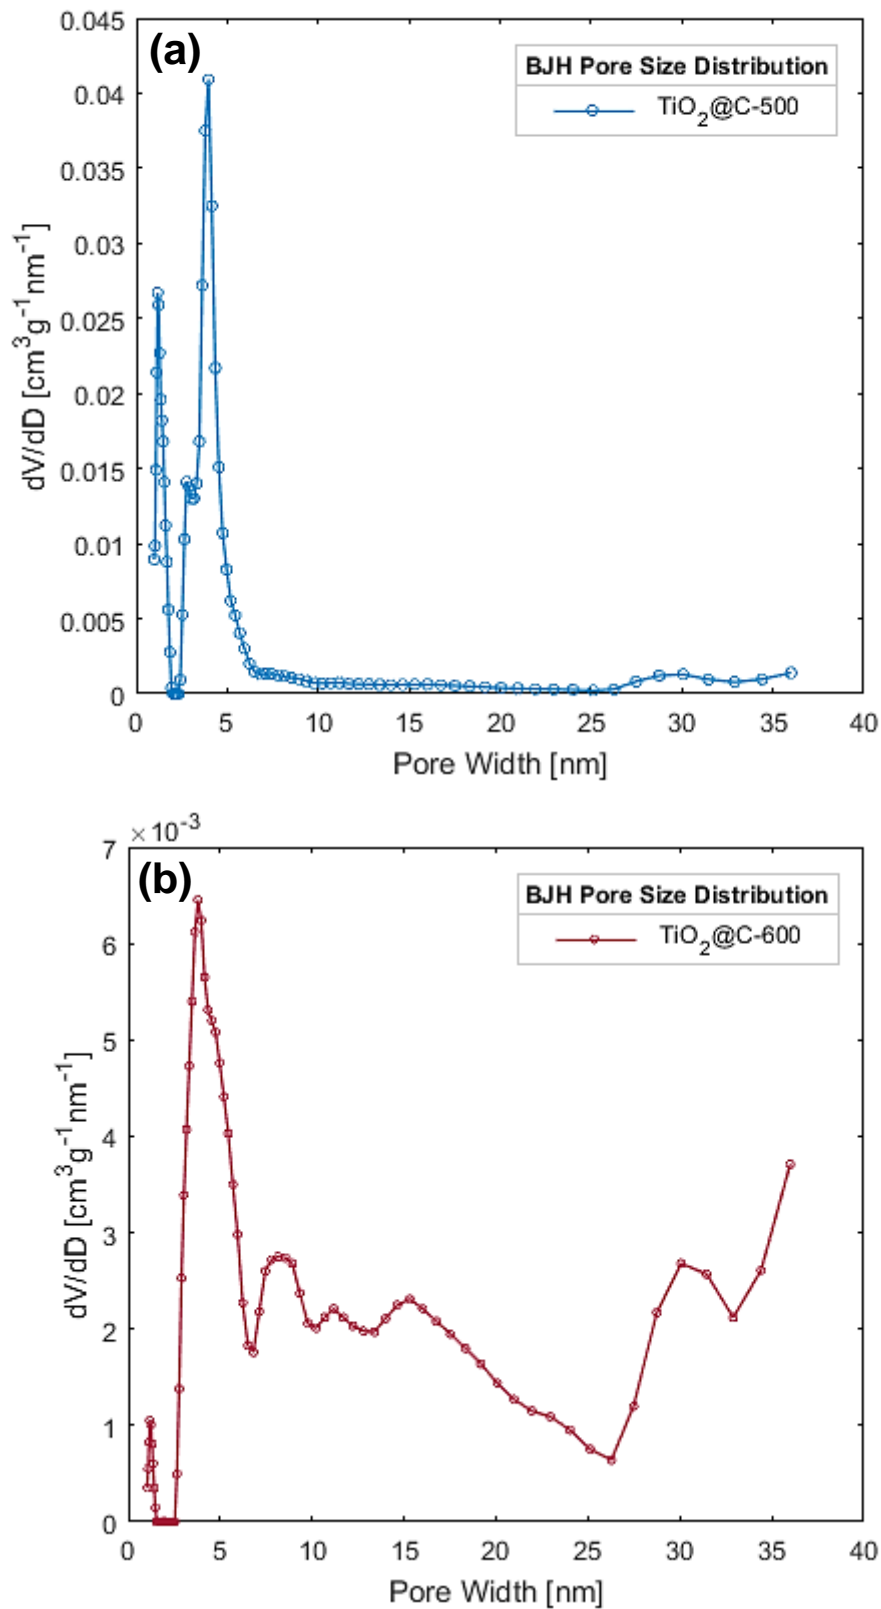 (a)
BJH Pore Size Distribution
TiO₂@C-500
0.045
0.04
0.035
0.03
0.025
0.02
0.015
0.01
0.005
0
dV/dD [cm³g⁻¹nm⁻¹]
0 5 10 15 20 25 30 35 40
Pore Width [nm]
×10⁻³
(b)
BJH Pore Size Distribution
TiO₂@C-600
7
6
5
4
3
2
1
0
dV/dD [cm³g⁻¹nm⁻¹]
0 5 10 15 20 25 30 35 40
Pore Width [nm]